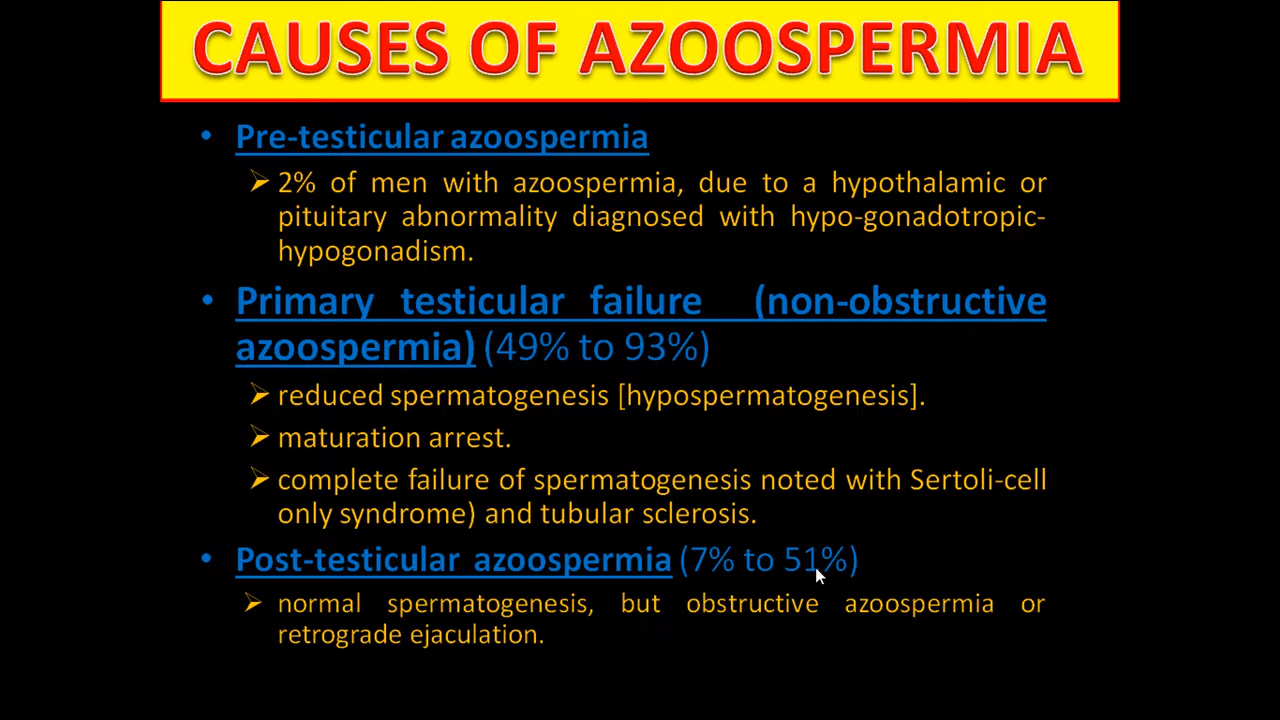 CAUSES OF AZOOSPERMIA
• Pre-testicular azoospermia
➢ 2% of men with azoospermia, due to a hypothalamic or
pituitary abnormality diagnosed with hypo-gonadotropic-
hypogonadism.
• Primary testicular failure (non-obstructive
azoospermia) (49% to 93%)
➢ reduced spermatogenesis [hypospermatogenesis].
➢ maturation arrest.
➢ complete failure of spermatogenesis noted with Sertoli-cell
only syndrome) and tubular sclerosis.
• Post-testicular azoospermia (7% to 51%)
➢ normal spermatogenesis, but obstructive azoospermia or
retrograde ejaculation.